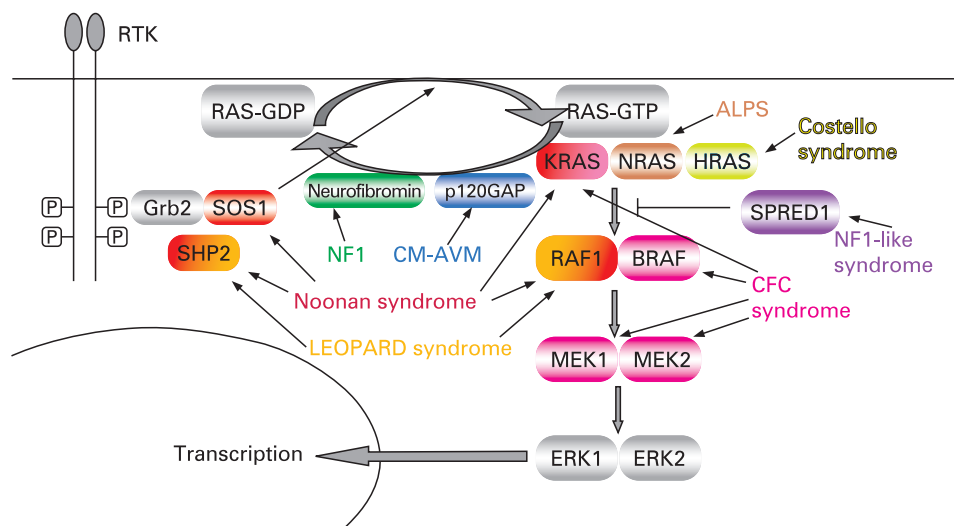 RTK
RAS-GDP
RAS-GTP
ALPS
Costello
syndrome
KRAS
NRAS
HRAS
Neurofibromin
p120GAP
P
P
Grb2
SOS1
SPRED1
P
P
SHP2
NF1
CM-AVM
RAF1
BRAF
NF1-like
syndrome
Noonan syndrome
CFC
syndrome
LEOPARD syndrome
MEK1
MEK2
Transcription
ERK1
ERK2